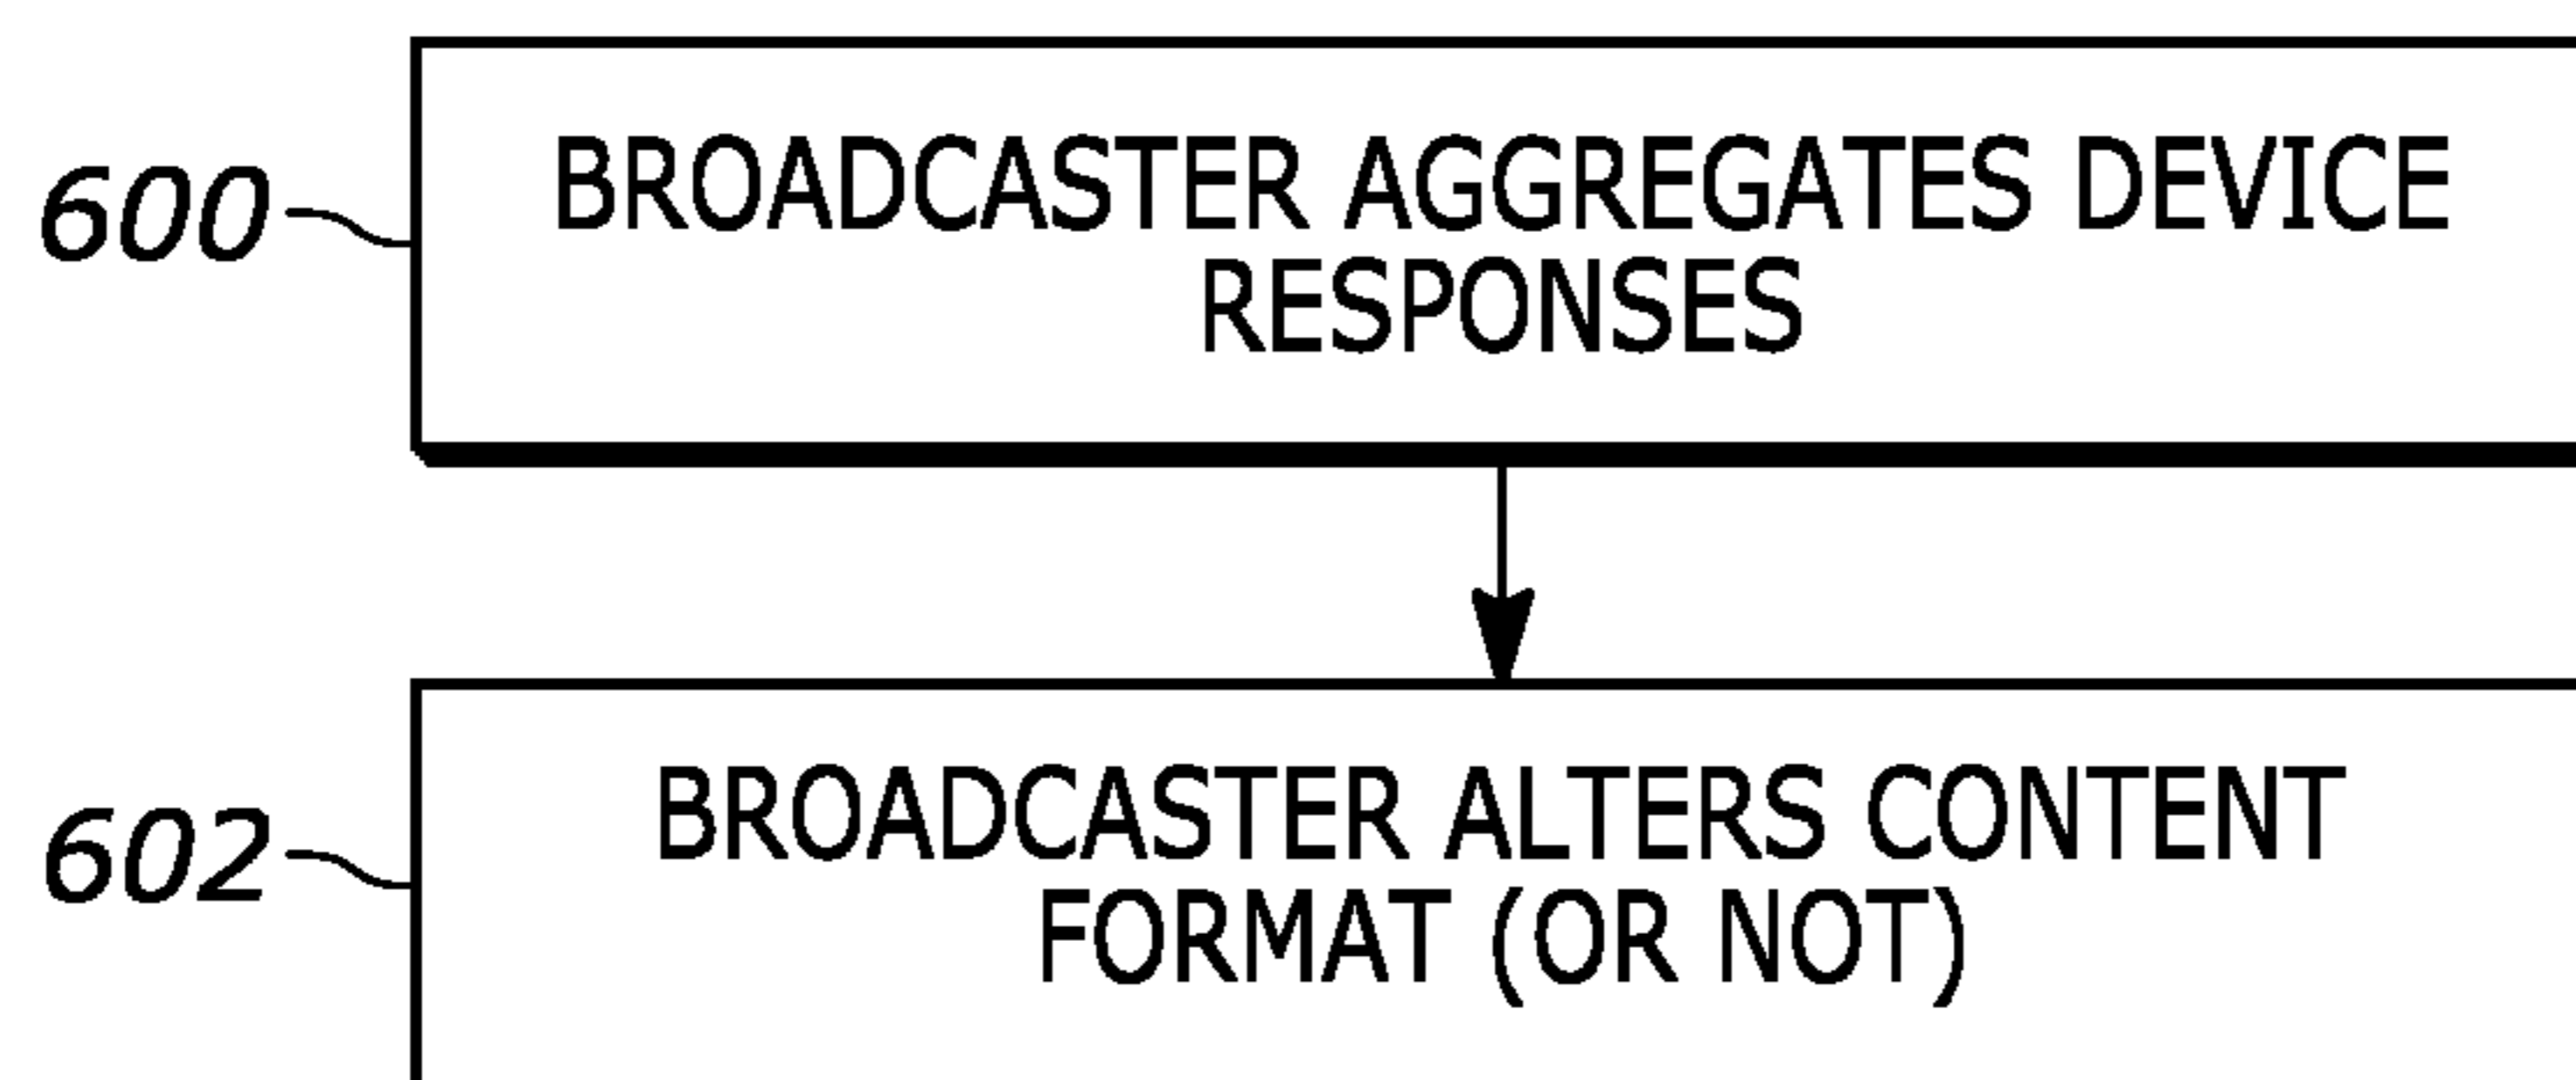 600
BROADCASTER AGGREGATES DEVICE
RESPONSES
602
BROADCASTER ALTERS CONTENT
FORMAT (OR NOT)